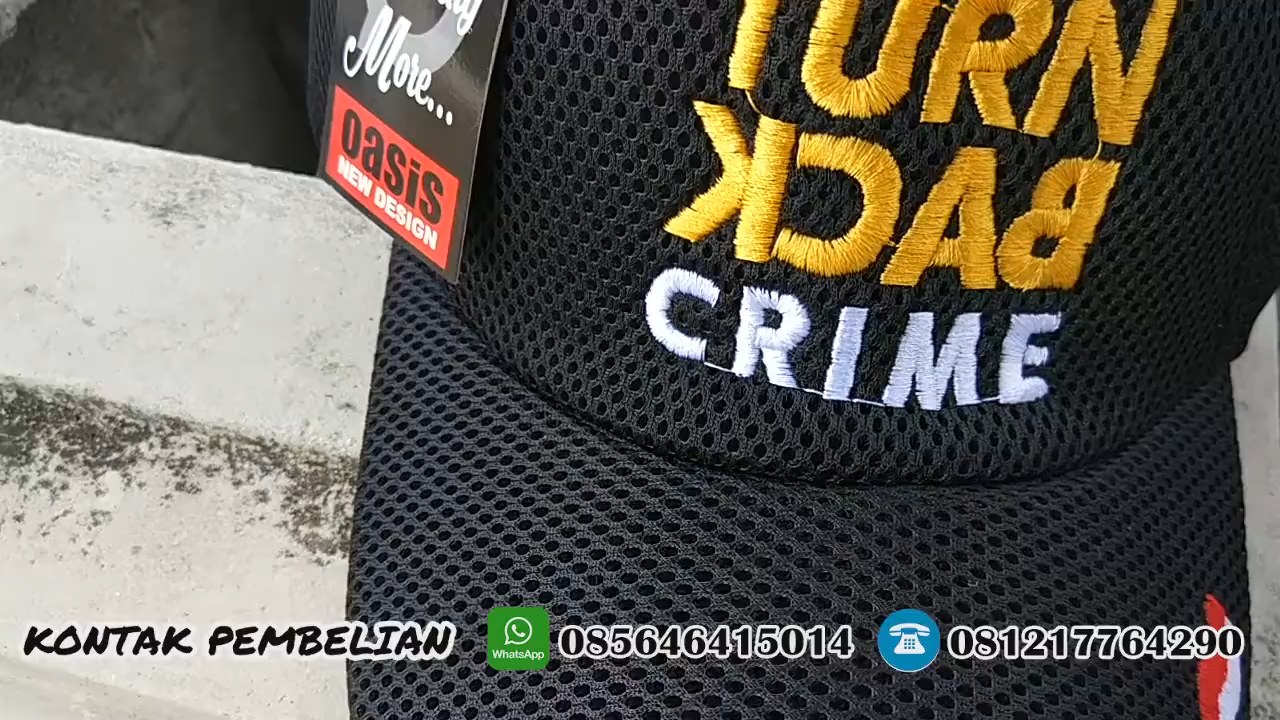 More...
oasis
NEW DESIGN
TURN
BACK
CRIME
KONTAK PEMBELIAN WhatsApp 085646415014 081217764290